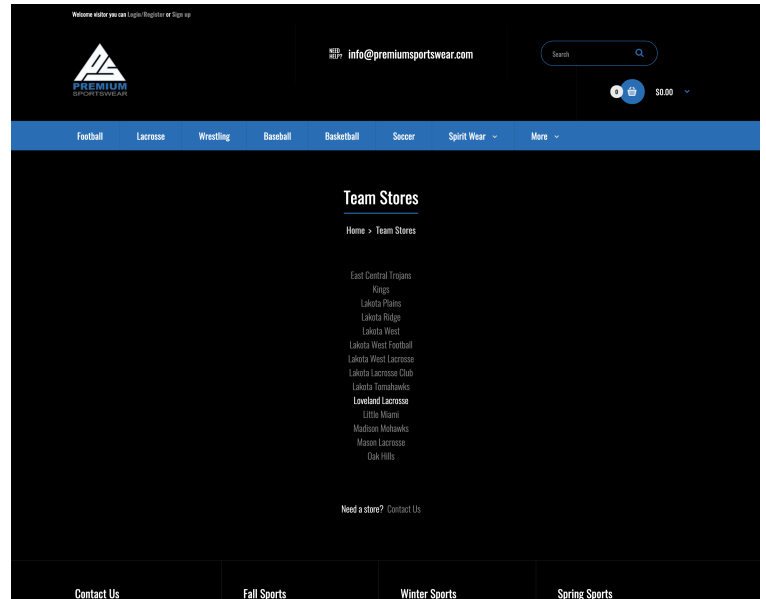 Welcome visitor you can Login/Register or Sign up
NEED HELP? info@premiumsportswear.com
Search
PREMIUM
SPORTSWEAR
0 $0.00
Football Lacrosse Wrestling Baseball Basketball Soccer Spirit Wear More
Team Stores
Home > Team Stores
East Central Trojans
Kings
Lakota Plains
Lakota Ridge
Lakota West
Lakota West Football
Lakota West Lacrosse
Lakota Lacrosse Club
Lakota Tomahawks
Loveland Lacrosse
Little Miami
Madison Mohawks
Mason Lacrosse
Oak Hills
Need a store? Contact Us
Contact Us Fall Sports Winter Sports Spring Sports